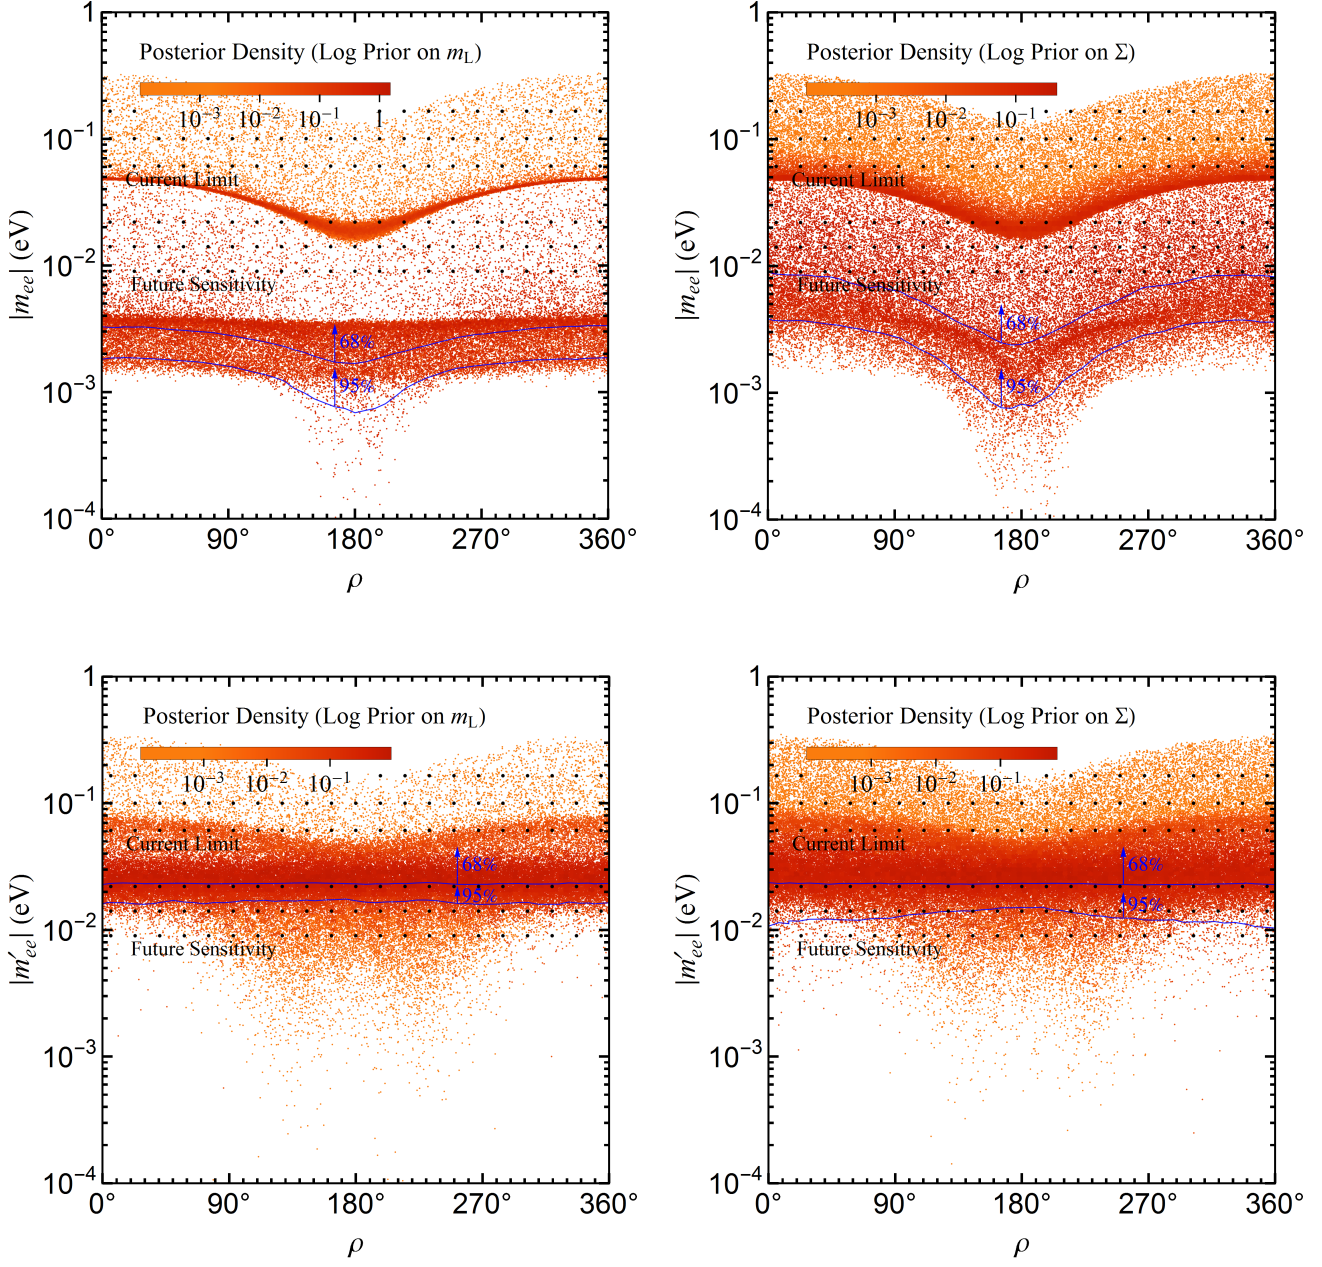 Posterior Density (Log Prior on m_L)
10⁻³ 10⁻² 10⁻¹ 1
Current Limit
Future Sensitivity
68%
95%
1
10⁻¹
10⁻²
10⁻³
10⁻⁴
|m_ee| (eV)
0° 90° 180° 270° 360°
ρ
Posterior Density (Log Prior on Σ)
10⁻³ 10⁻² 10⁻¹
Current Limit
Future Sensitivity
68%
95%
1
10⁻¹
10⁻²
10⁻³
10⁻⁴
|m_ee| (eV)
0° 90° 180° 270° 360°
ρ
Posterior Density (Log Prior on m_L)
10⁻³ 10⁻² 10⁻¹
Current Limit
68%
95%
Future Sensitivity
1
10⁻¹
10⁻²
10⁻³
10⁻⁴
|m′_ee| (eV)
0° 90° 180° 270° 360°
ρ
Posterior Density (Log Prior on Σ)
10⁻³ 10⁻² 10⁻¹
Current Limit
68%
95%
Future Sensitivity
1
10⁻¹
10⁻²
10⁻³
10⁻⁴
|m′_ee| (eV)
0° 90° 180° 270° 360°
ρ